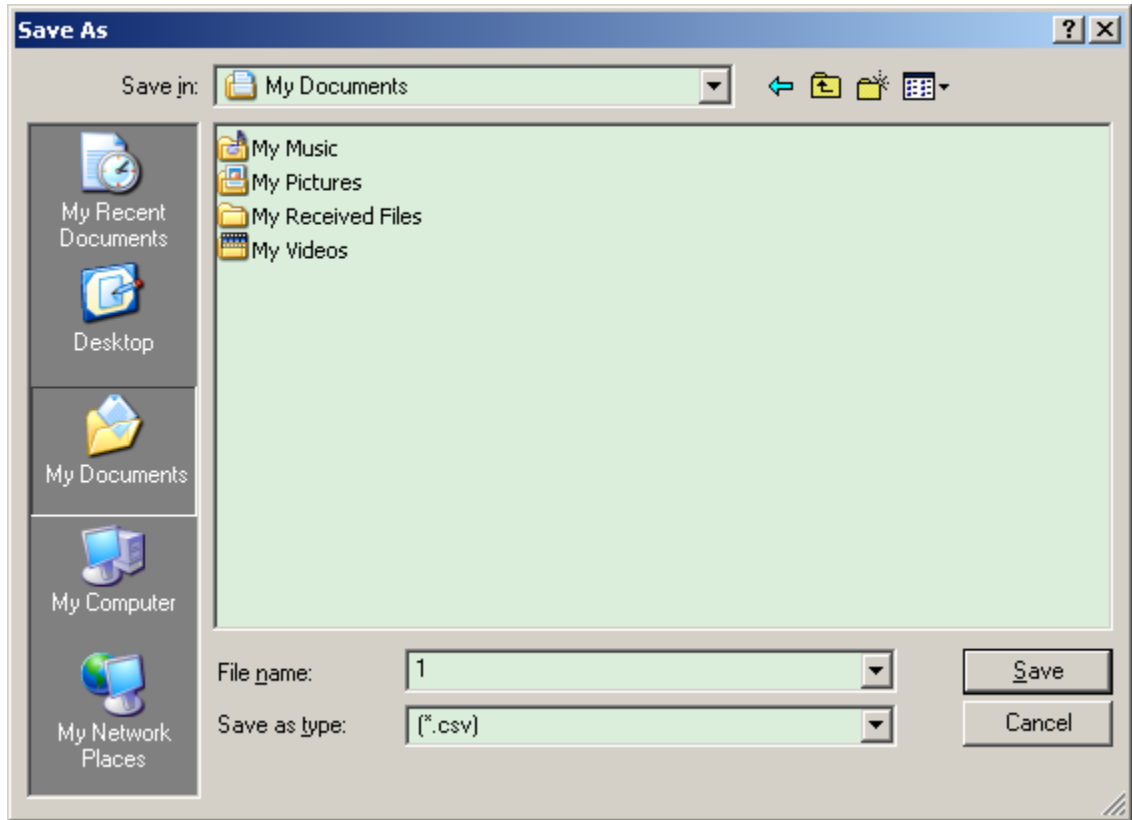 Save As
Save in:
My Documents
My Recent
Documents
Desktop
My Documents
My Computer
My Network
Places
My Music
My Pictures
My Received Files
My Videos
File name:
1
Save
Save as type:
(*.csv)
Cancel